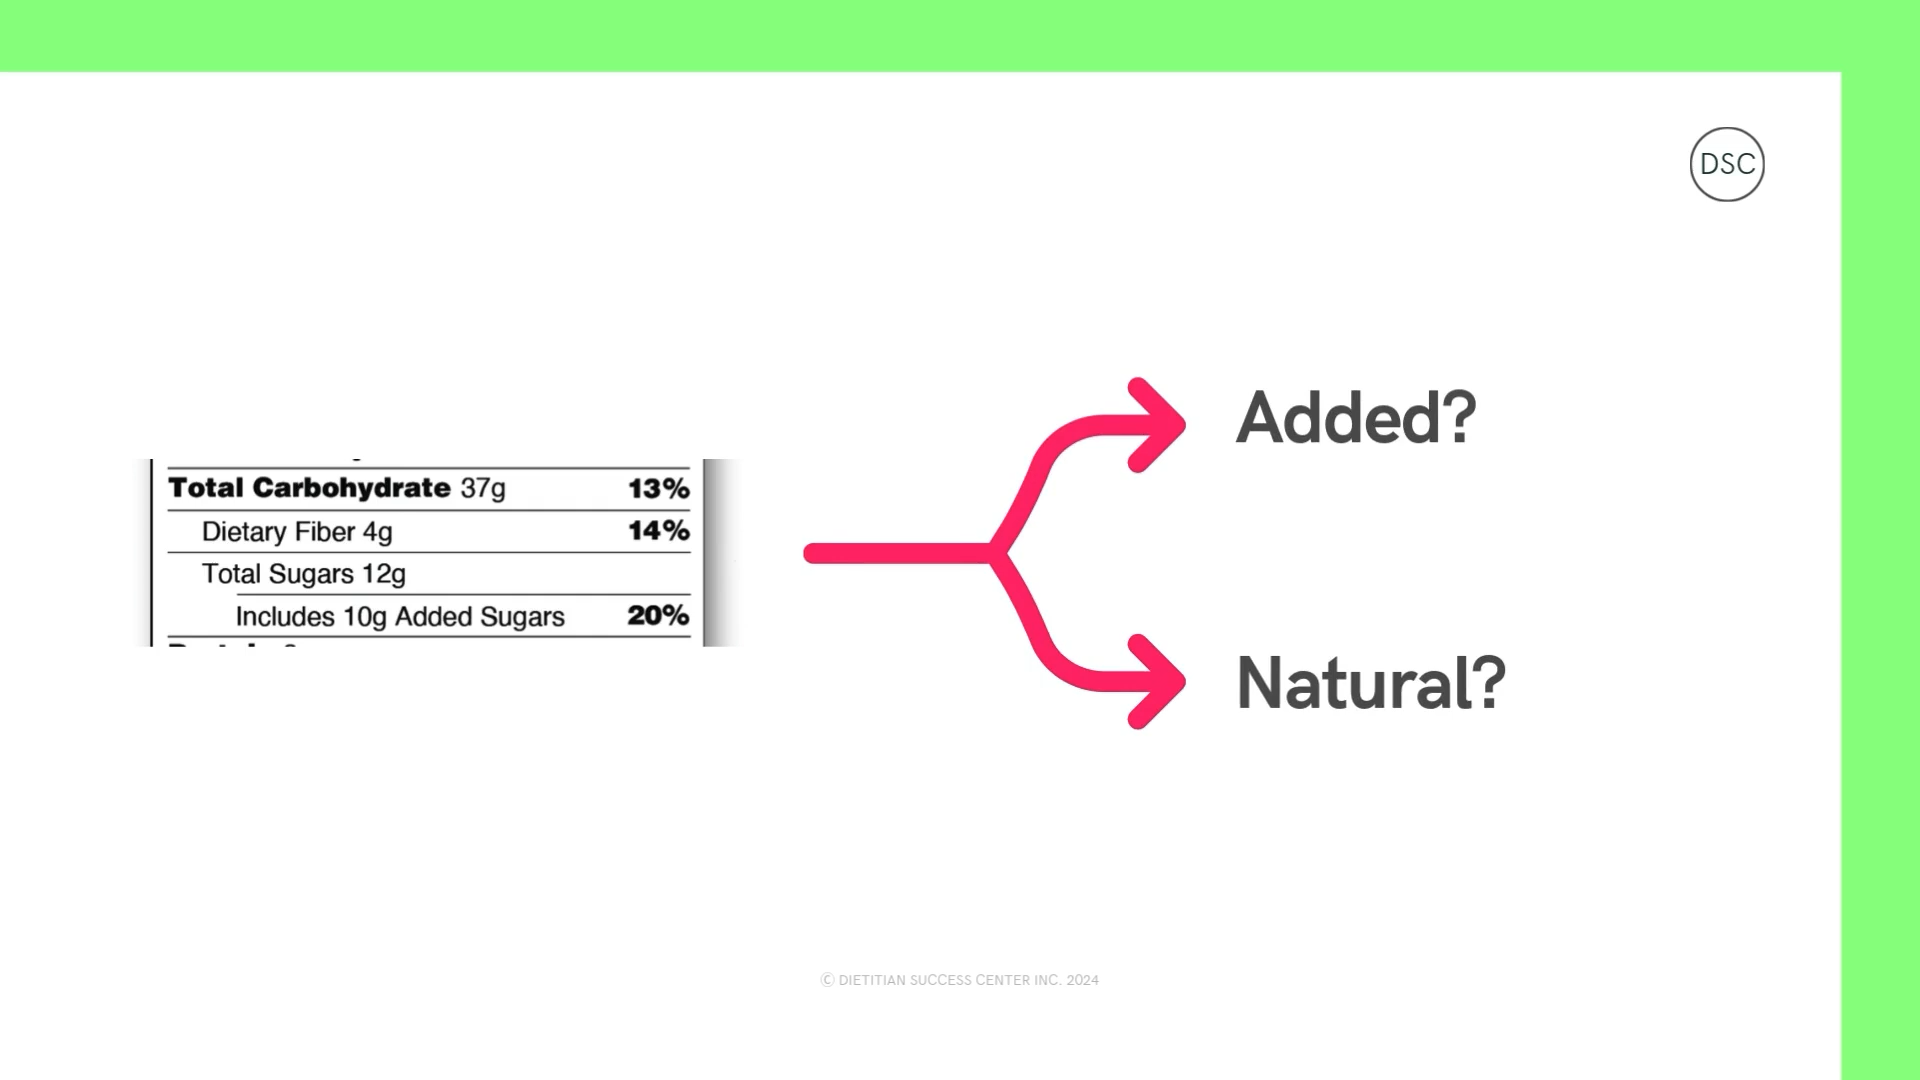 DSC
Added?
Total Carbohydrate 37g 13%
Dietary Fiber 4g 14%
Total Sugars 12g
Includes 10g Added Sugars 20%
Natural?
© DIETITIAN SUCCESS CENTER INC. 2024